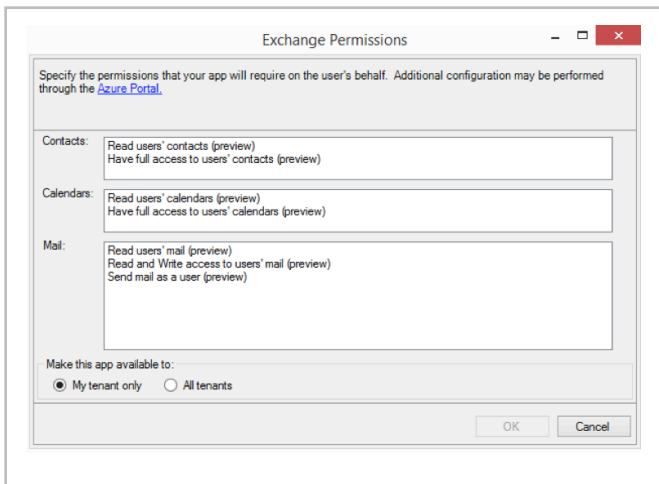 Exchange Permissions
Specify the permissions that your app will require on the user's behalf. Additional configuration may be performed
through the Azure Portal.
Contacts:
Read users' contacts (preview)
Have full access to users' contacts (preview)
Calendars:
Read users' calendars (preview)
Have full access to users' calendars (preview)
Mail:
Read users' mail (preview)
Read and Write access to users' mail (preview)
Send mail as a user (preview)
Make this app available to:
My tenant only All tenants
OK Cancel